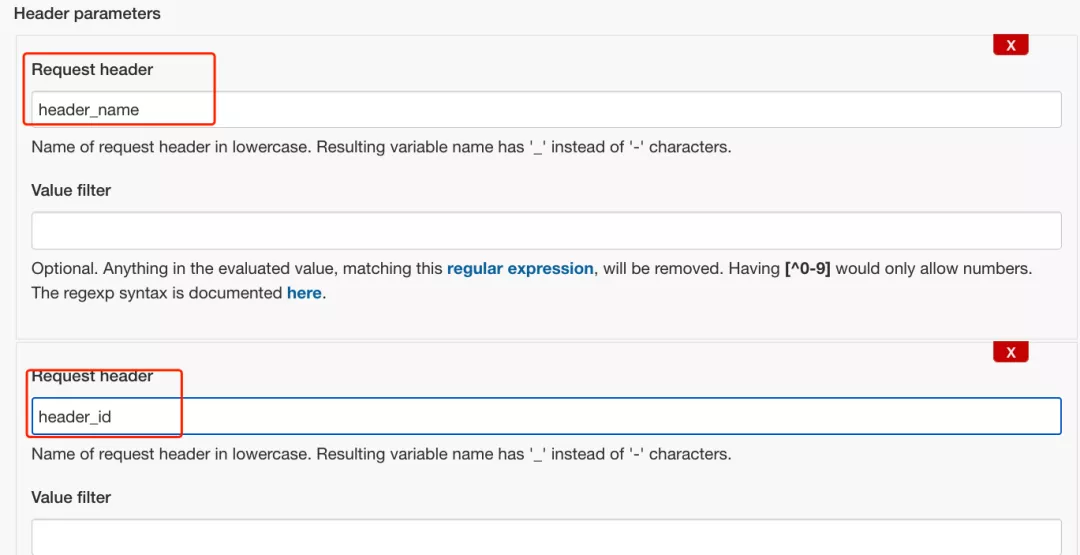 Header parameters
X
Request header
header_name
Name of request header in lowercase. Resulting variable name has '_' instead of '-' characters.
Value filter
Optional. Anything in the evaluated value, matching this regular expression, will be removed. Having [^0-9] would only allow numbers.
The regexp syntax is documented here.
X
Request header
header_id
Name of request header in lowercase. Resulting variable name has '_' instead of '-' characters.
Value filter